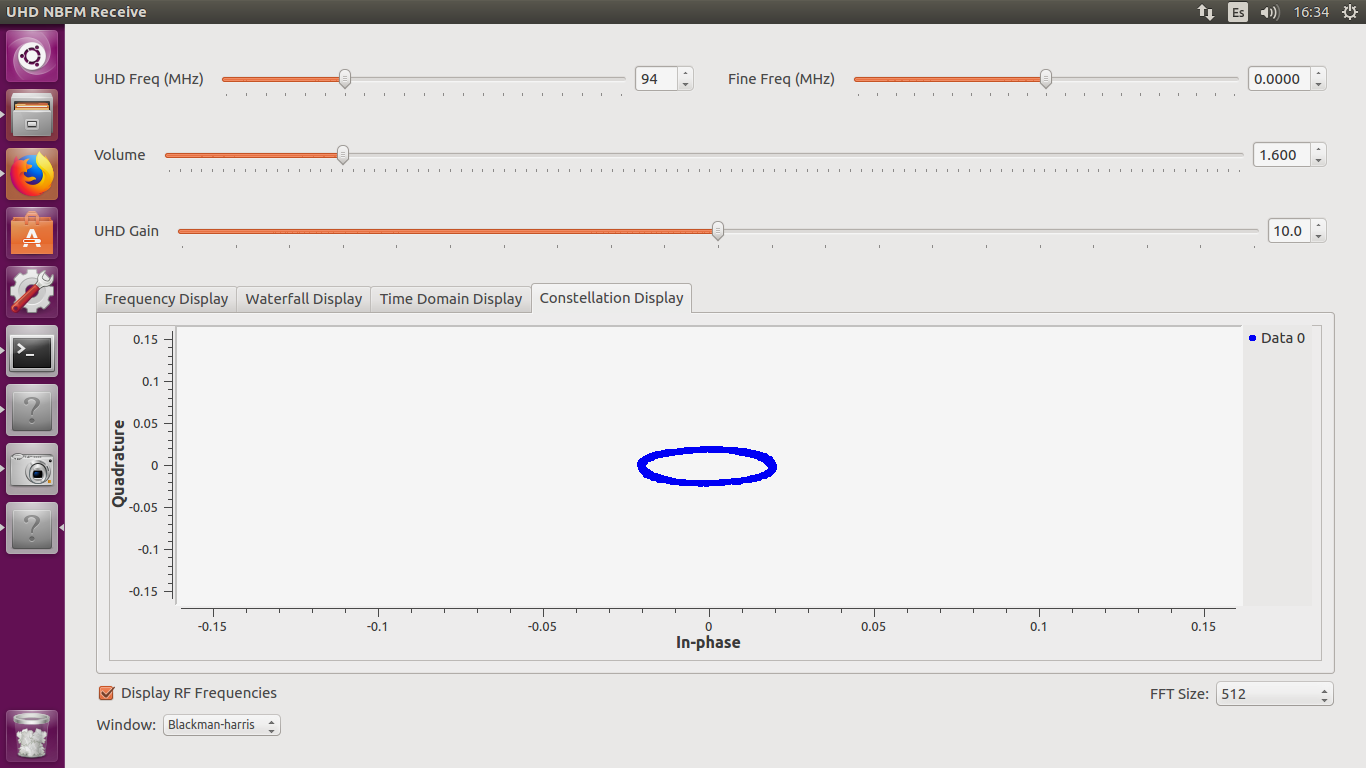 UHD NBFM Receive
Es
16:34
UHD Freq (MHz)
94
Fine Freq (MHz)
0.0000
Volume
1.600
UHD Gain
10.0
Frequency Display
Waterfall Display
Time Domain Display
Constellation Display
0.15
0.1
0.05
0
-0.05
-0.1
-0.15
Quadrature
-0.15
-0.1
-0.05
0
0.05
0.1
0.15
In-phase
Data 0
Display RF Frequencies
FFT Size:
512
Window:
Blackman-harris